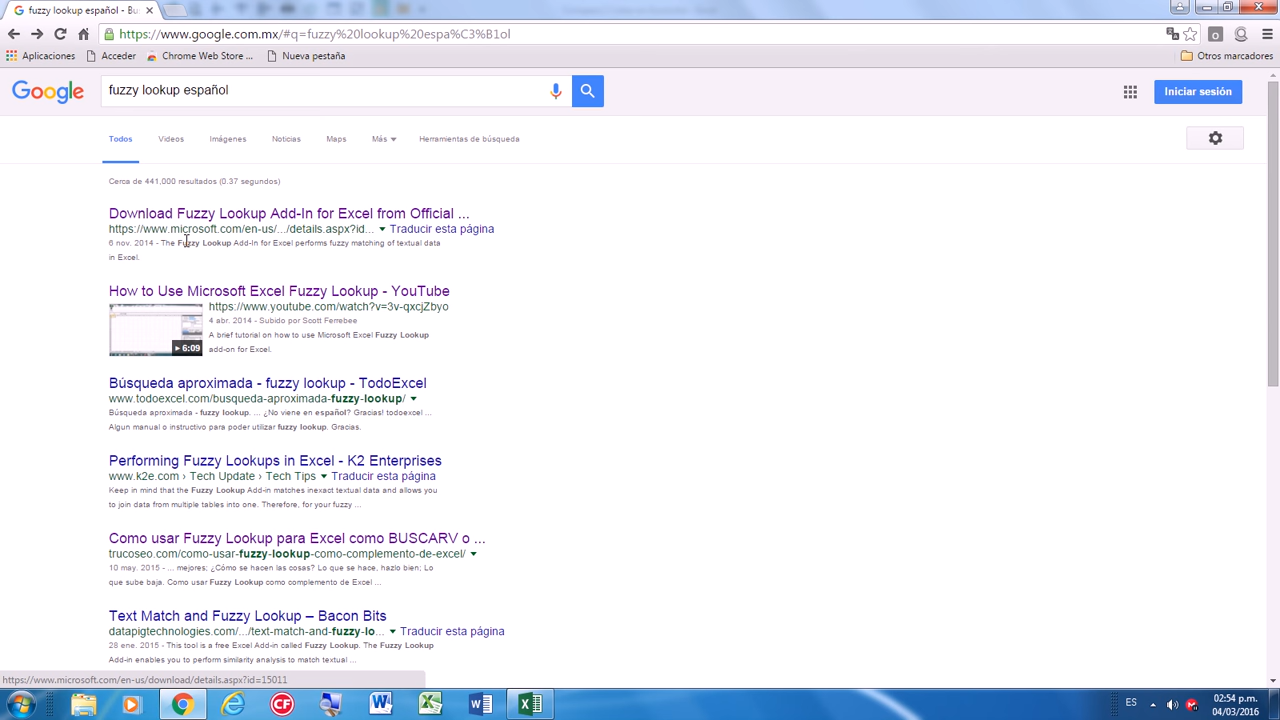 fuzzy lookup español - Bu
https://www.google.com.mx/#q=fuzzy%20lookup%20espa%C3%B1ol
Aplicaciones Acceder Chrome Web Store ... Nueva pestaña Otros marcadores
Google fuzzy lookup español Iniciar sesión
Todos Videos Imágenes Noticias Maps Más Herramientas de búsqueda
Cerca de 441,000 resultados (0.37 segundos)
Download Fuzzy Lookup Add-In for Excel from Official ...
https://www.microsoft.com/en-us/.../details.aspx?id... Traducir esta página
6 nov. 2014 - The Fuzzy Lookup Add-In for Excel performs fuzzy matching of textual data
in Excel.
How to Use Microsoft Excel Fuzzy Lookup - YouTube
https://www.youtube.com/watch?v=3v-qxcjZbyo
4 abr. 2014 - Subido por Scott Ferrebee
A brief tutorial on how to use Microsoft Excel Fuzzy Lookup
add-on for Excel.
6:09
Búsqueda aproximada - fuzzy lookup - TodoExcel
www.todoexcel.com/busqueda-aproximada-fuzzy-lookup/
Búsqueda aproximada - fuzzy lookup. ... ¿No viene en español? Gracias! todoexcel ...
Algun manual o instructivo para poder utilizar fuzzy lookup. Gracias.
Performing Fuzzy Lookups in Excel - K2 Enterprises
www.k2e.com › Tech Update › Tech Tips Traducir esta página
Keep in mind that the Fuzzy Lookup Add-in matches inexact textual data and allows you
to join data from multiple tables into one. Therefore, for your fuzzy ...
Como usar Fuzzy Lookup para Excel como BUSCARV o ...
trucoseo.com/como-usar-fuzzy-lookup-como-complemento-de-excel/
10 may. 2015 - ... mejores; ¿Cómo se hacen las cosas? Lo que se hace, hazlo bien; Lo
que sube baja. Como usar Fuzzy Lookup como complemento de Excel ...
Text Match and Fuzzy Lookup – Bacon Bits
datapigtechnologies.com/.../text-match-and-fuzzy-lo... Traducir esta página
28 ene. 2015 - This tool is a free Excel Add-in called Fuzzy Lookup. The Fuzzy Lookup
Add-in enables you to perform similarity analysis to match textual ...
https://www.microsoft.com/en-us/download/details.aspx?id=15011
ES 02:54 p.m.
04/03/2016